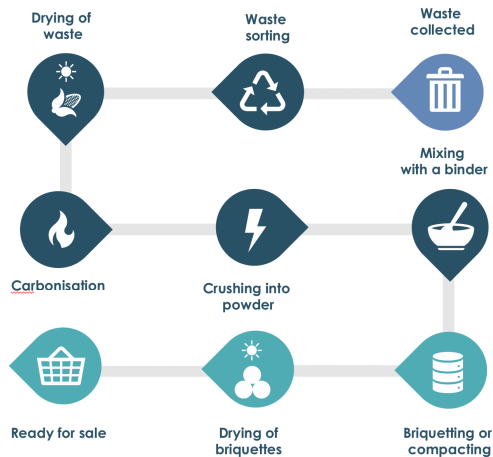 Drying of
waste
Waste
sorting
Waste
collected
Mixing
with a binder
Carbonisation
Crushing into
powder
Ready for sale
Drying of
briquettes
Briquetting or
compacting